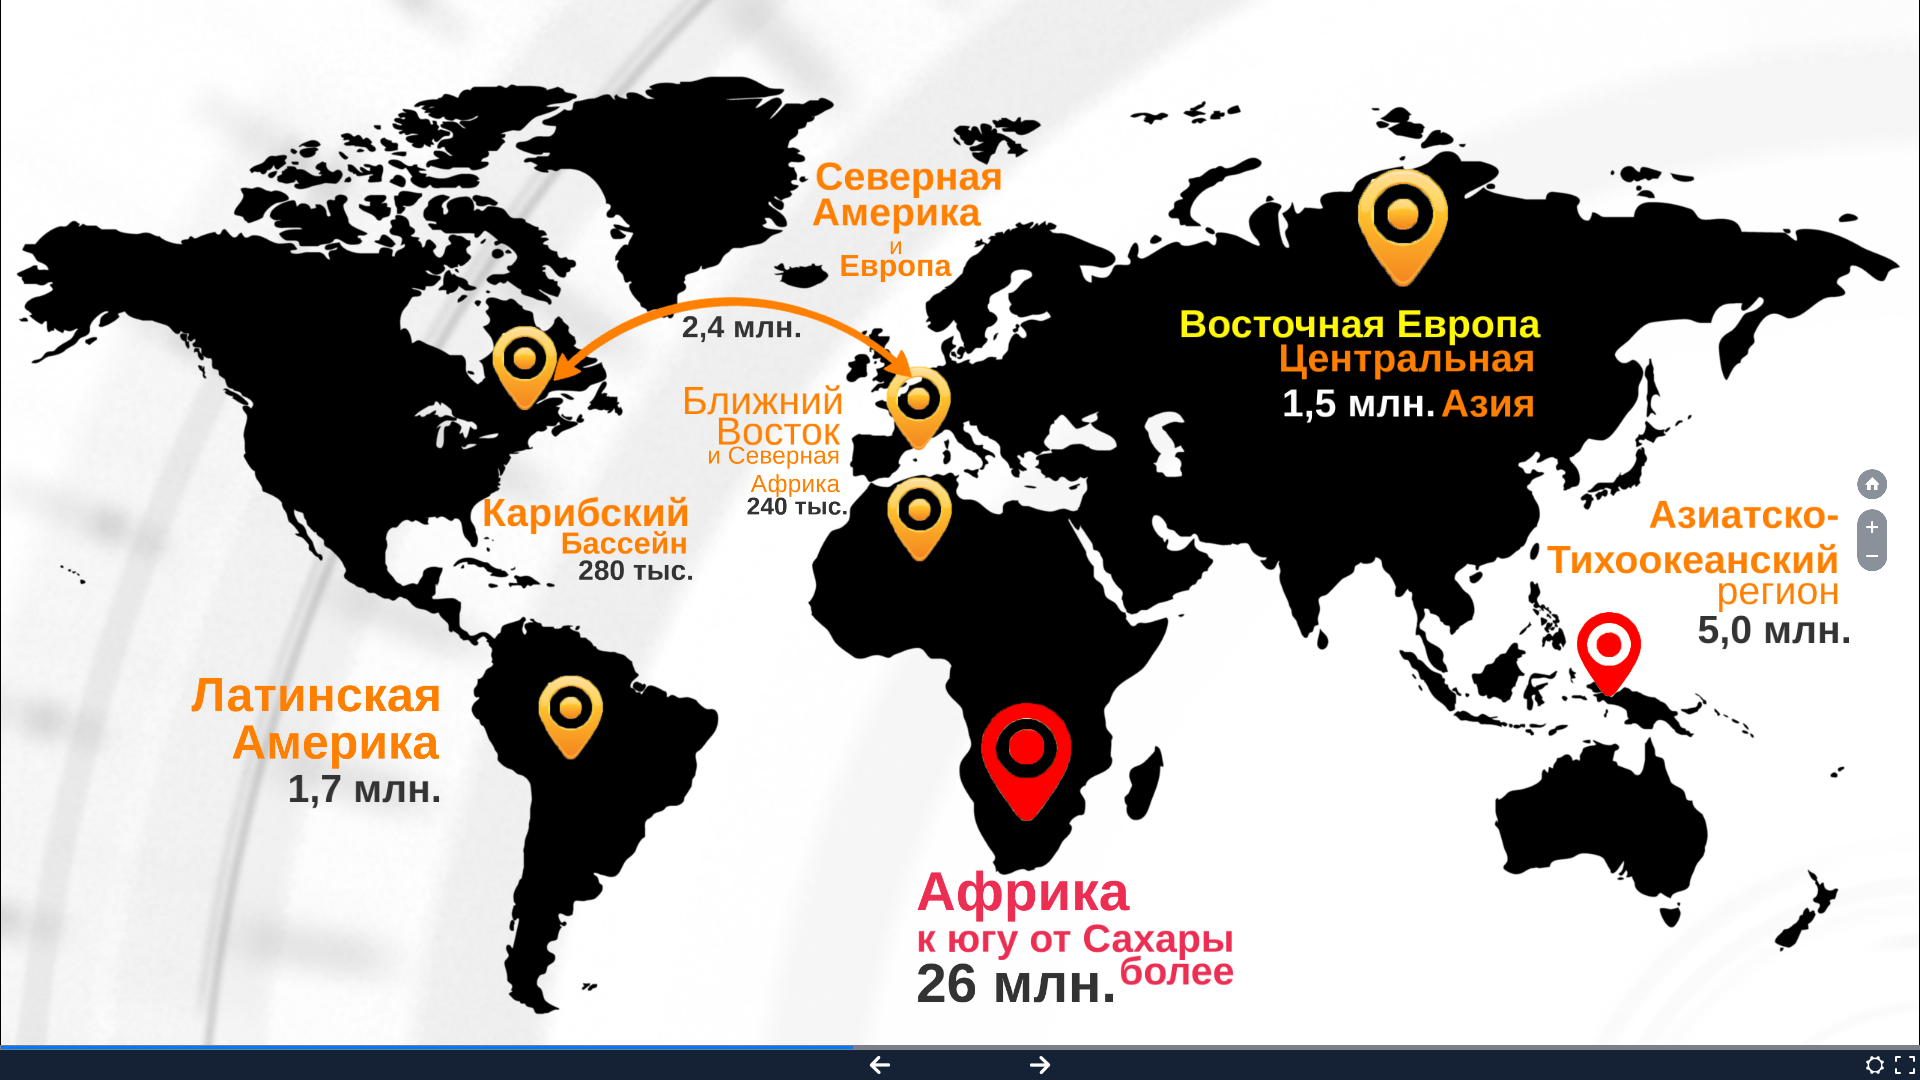 Северная
Америка
и
Европа
2,4 млн.
Восточная Европа
Центральная
1,5 млн. Азия
Ближний
Восток
и Северная
Африка
240 тыс.
Карибский
Бассейн
280 тыс.
Азиатско-
Тихоокеанский
регион
5,0 млн.
Латинская
Америка
1,7 млн.
Африка
к югу от Сахары
26 млн. более